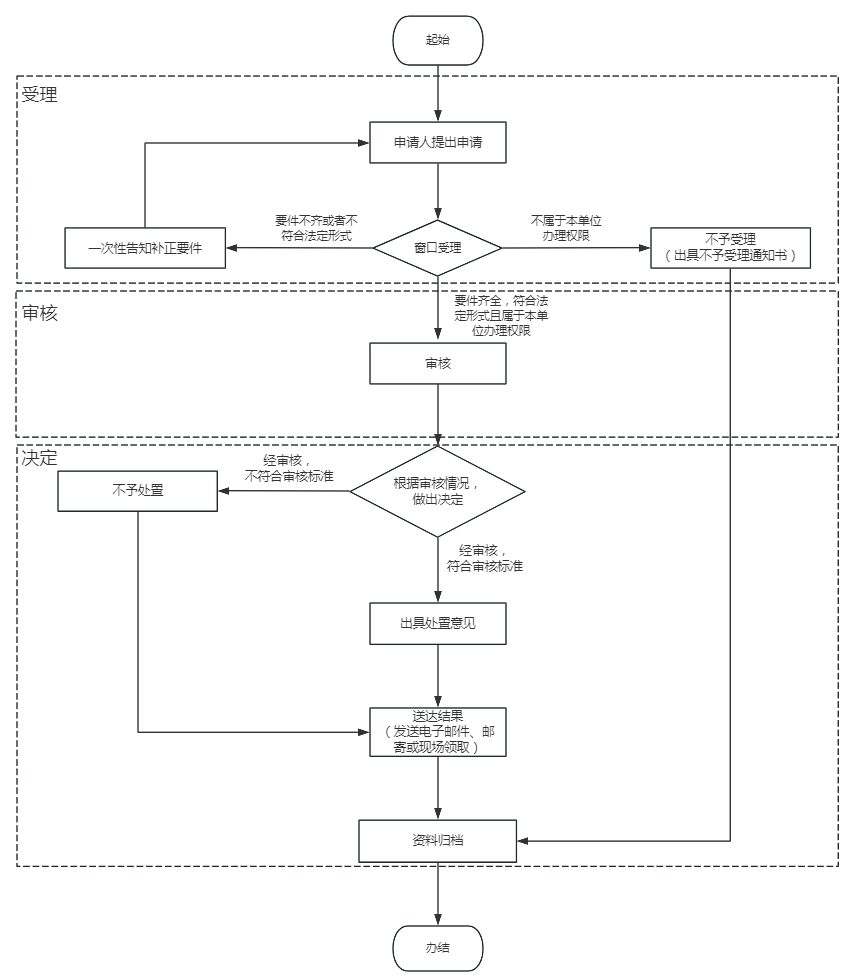 起始
受理
申请人提出申请
要件不齐或者不
符合法定形式
不属于本单位
办理权限
一次性告知补正要件
窗口受理
不予受理
（出具不予受理通知书）
要件齐全，符合法
定形式且属于本单
位办理权限
审核
审核
决定
经审核，
不符合审核标准
不予处置
根据审核情况，
做出决定
经审核，
符合审核标准
出具处置意见
送达结果
（发送电子邮件、邮
寄或现场领取）
资料归档
办结